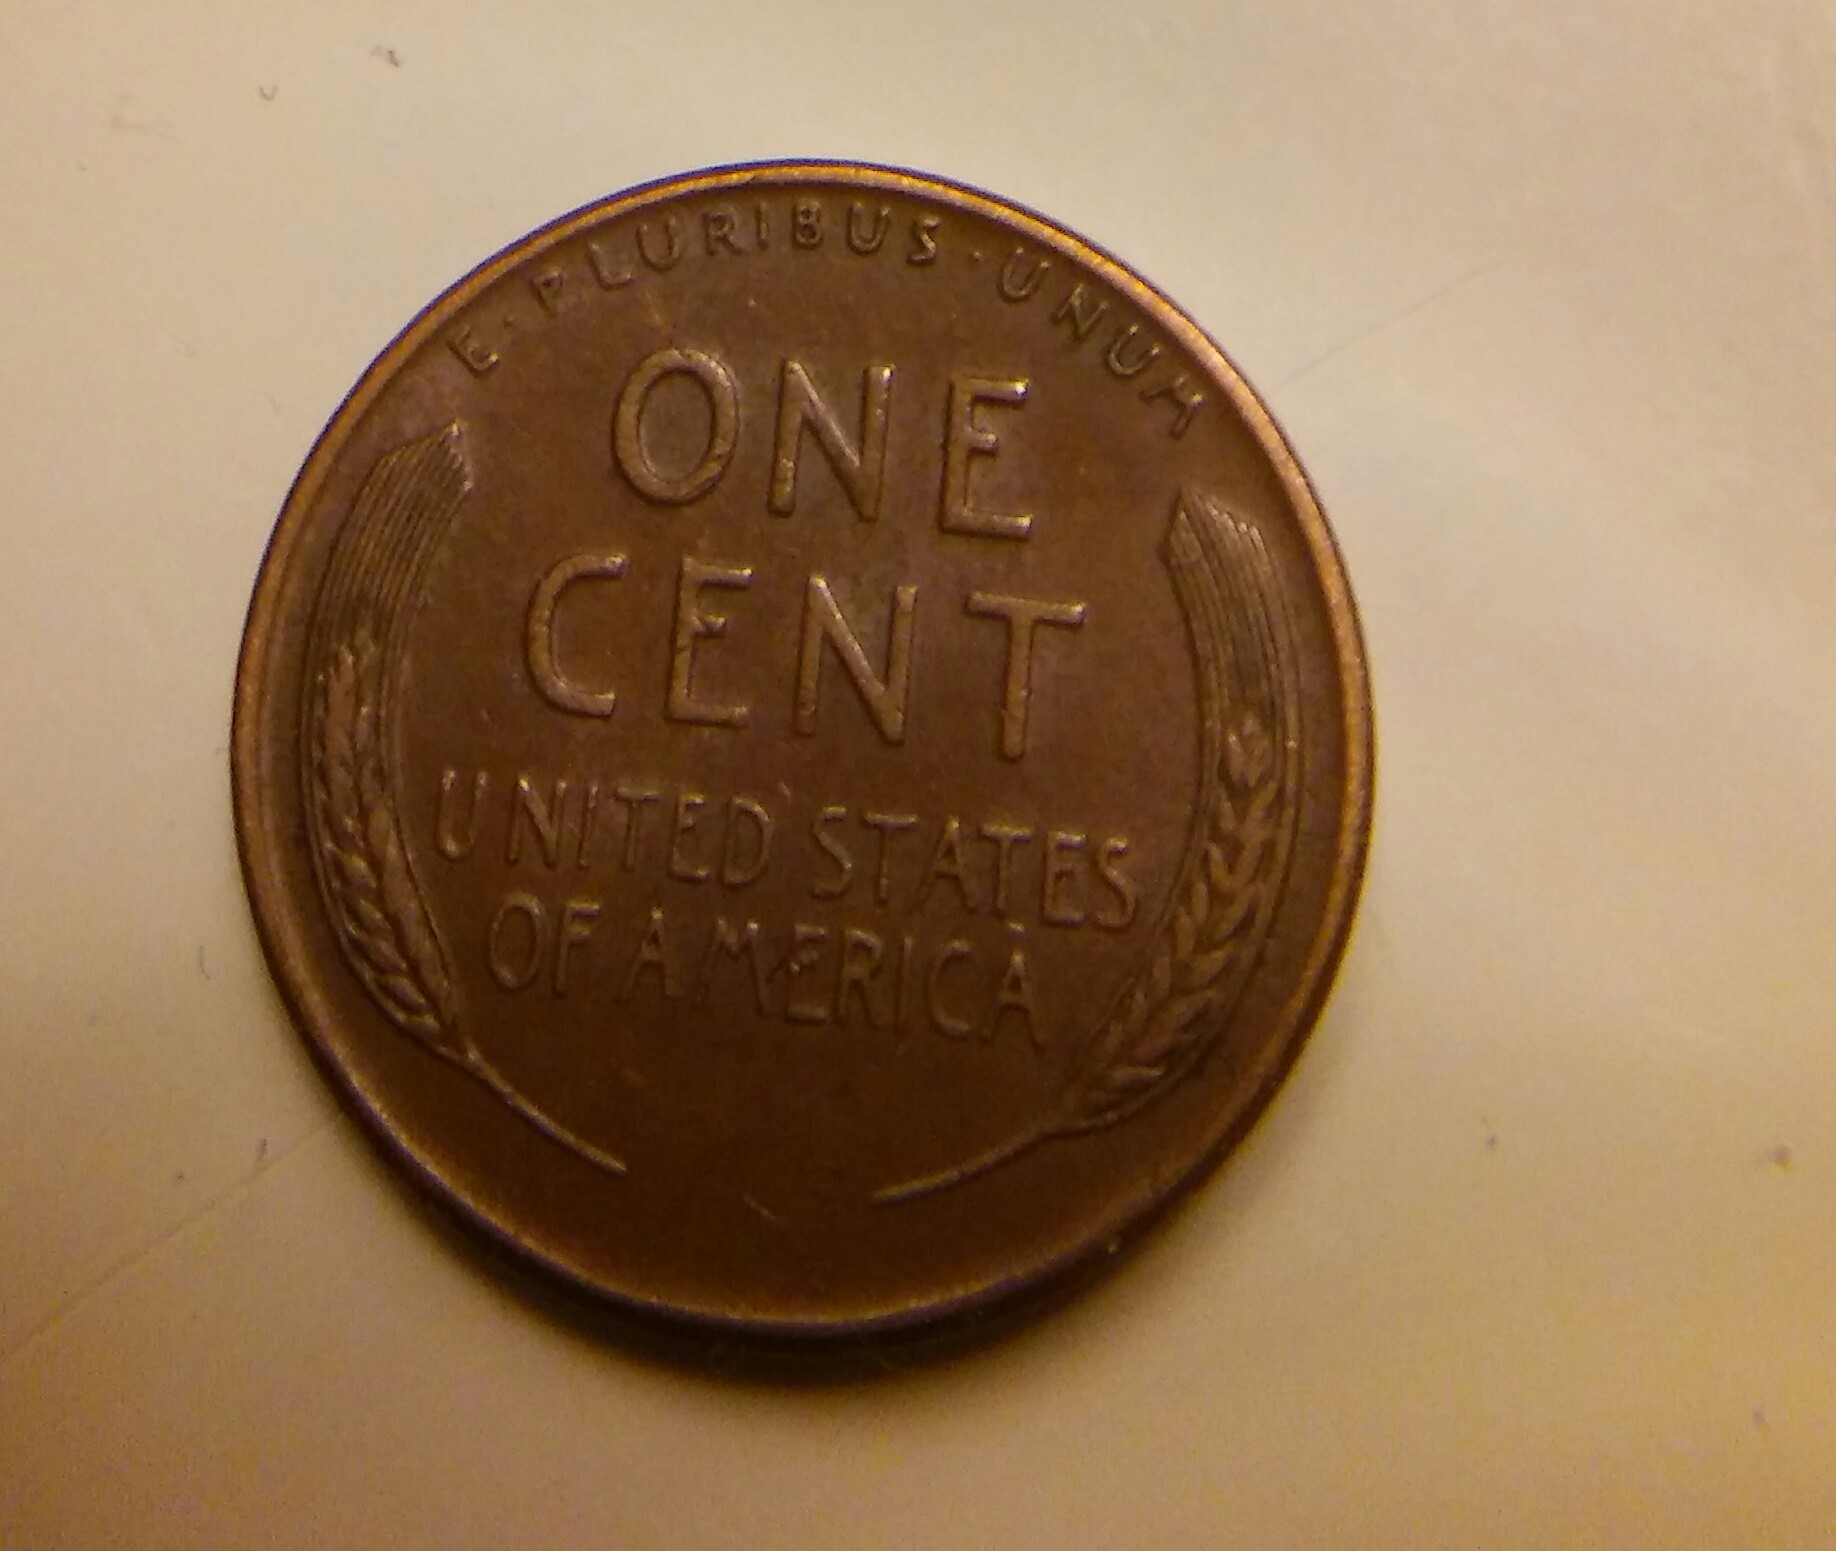 E · PLURIBUS · UNUM
ONE
CENT
UNITED STATES
OF AMERICA